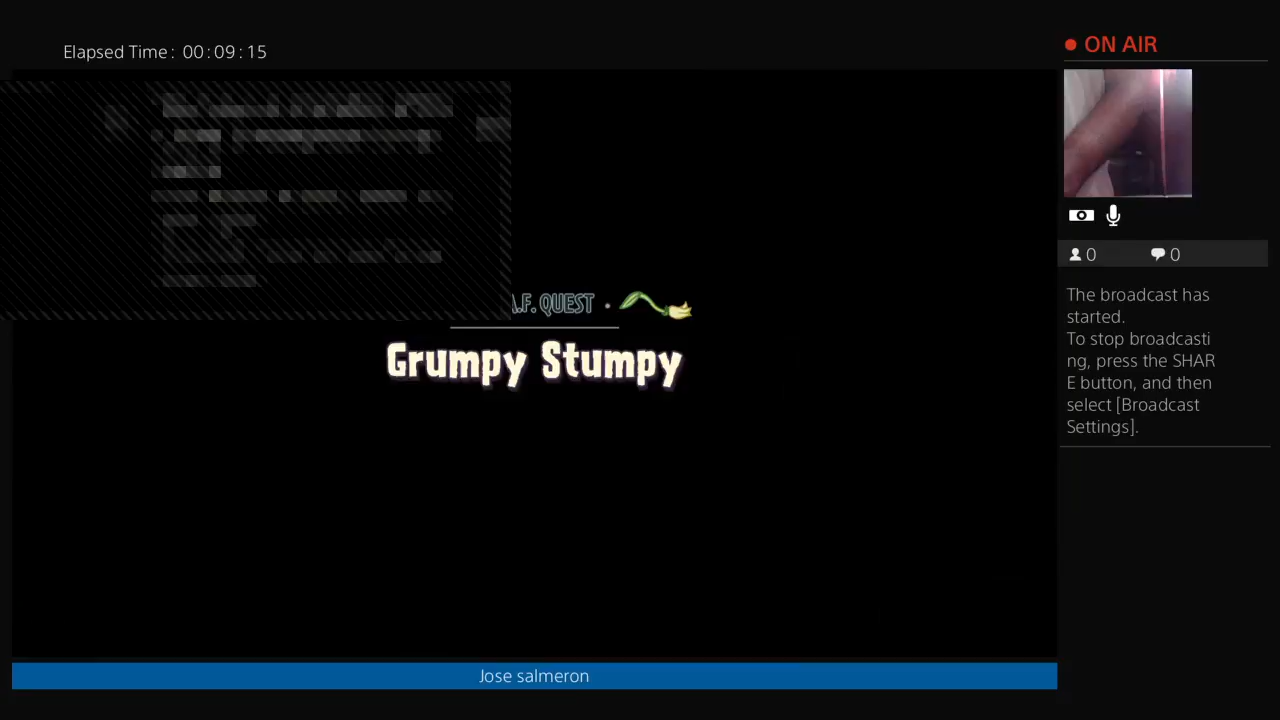 Elapsed Time: 00:09:15
ON AIR
0 0
The broadcast has
started.
To stop broadcasti
ng, press the SHAR
E button, and then
select [Broadcast
Settings].
.F. QUEST •
Grumpy Stumpy
Jose salmeron